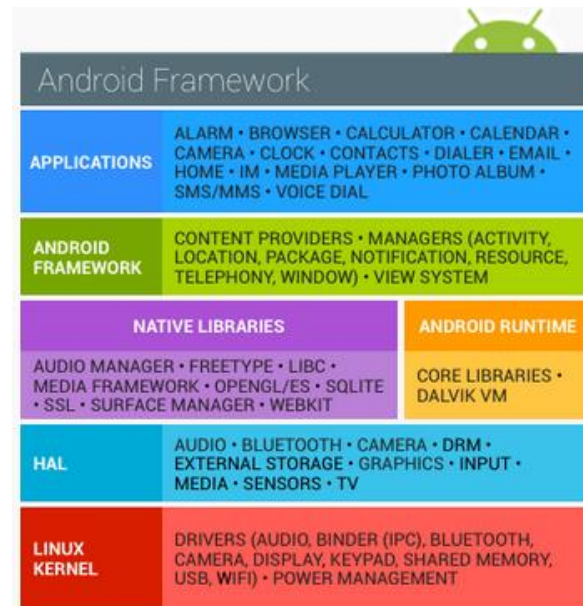 Android Framework
APPLICATIONS
ALARM • BROWSER • CALCULATOR • CALENDAR •
CAMERA • CLOCK • CONTACTS • DIALER • EMAIL •
HOME • IM • MEDIA PLAYER • PHOTO ALBUM •
SMS/MMS • VOICE DIAL
ANDROID
FRAMEWORK
CONTENT PROVIDERS • MANAGERS (ACTIVITY,
LOCATION, PACKAGE, NOTIFICATION, RESOURCE,
TELEPHONY, WINDOW) • VIEW SYSTEM
NATIVE LIBRARIES
AUDIO MANAGER • FREETYPE • LIBC •
MEDIA FRAMEWORK • OPENGL/ES • SQLITE
• SSL • SURFACE MANAGER • WEBKIT
ANDROID RUNTIME
CORE LIBRARIES •
DALVIK VM
HAL
AUDIO • BLUETOOTH • CAMERA • DRM •
EXTERNAL STORAGE • GRAPHICS • INPUT •
MEDIA • SENSORS • TV
LINUX
KERNEL
DRIVERS (AUDIO, BINDER (IPC), BLUETOOTH,
CAMERA, DISPLAY, KEYPAD, SHARED MEMORY,
USB, WIFI) • POWER MANAGEMENT